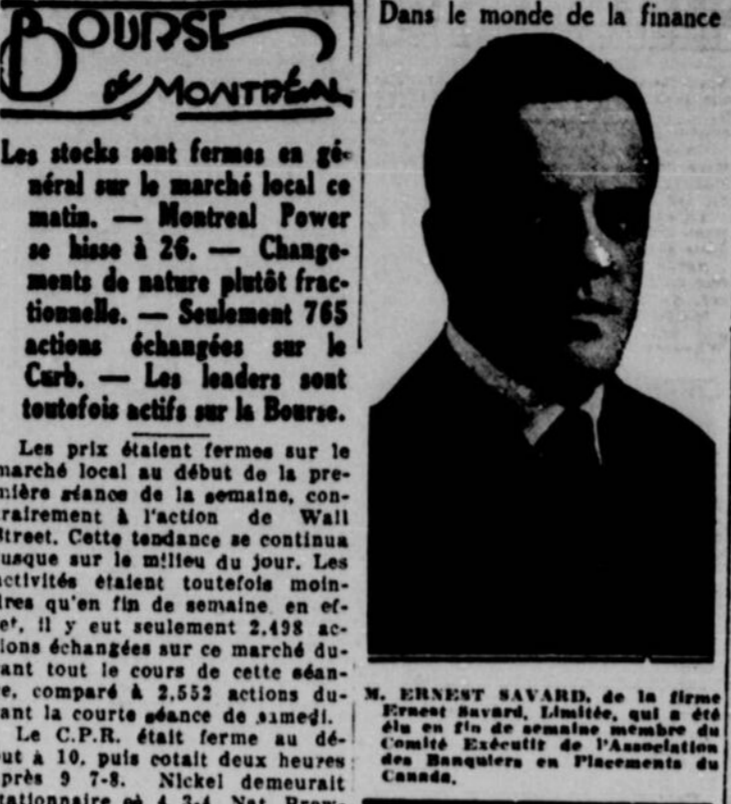 BOURSE
de MONTRÉAL
Les stocks sont fermes en gé-
néral sur le marché local ce
matin. — Montreal Power
se hisse à 26. — Change-
ments de nature plutôt frac-
tionnelle. — Seulement 765
actions échangées sur le
Curb. — Les leaders sont
toutefois actifs sur la Bourse.
Les prix étaient fermes sur le
marché local au début de la pre-
mière séance de la semaine, con-
trairement à l'action de Wall
Street. Cette tendance se continua
jusque sur le milieu du jour. Les
activités étaient toutefois moin-
dres qu'en fin de semaine, en ef-
fet, il y eut seulement 2,498 ac-
tions échangées sur ce marché du-
rant tout le cours de cette séan-
ce, comparé à 2,552 actions du-
rant la courte séance de samedi.
Le C.P.R. était ferme au dé-
but à 10, puis cotait deux heures
après 9 7-8. Nickel demeurait
Dans le monde de la finance
M. ERNEST SAVARD, de la firme
Ernest Savard, Limitée, qui a été
élu en fin de semaine membre du
Comité Exécutif de l'Association
des Banquiers en Placements du
Canada.